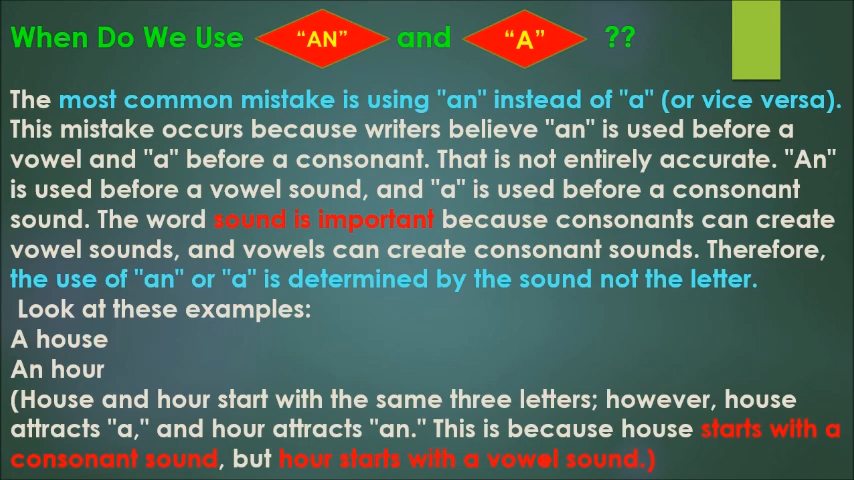 When Do We Use “AN” and “A” ??
The most common mistake is using "an" instead of "a" (or vice versa).
This mistake occurs because writers believe "an" is used before a
vowel and "a" before a consonant. That is not entirely accurate. "An"
is used before a vowel sound, and "a" is used before a consonant
sound. The word sound is important because consonants can create
vowel sounds, and vowels can create consonant sounds. Therefore,
the use of "an" or "a" is determined by the sound not the letter.
Look at these examples:
A house
An hour
(House and hour start with the same three letters; however, house
attracts "a," and hour attracts "an." This is because house starts with a
consonant sound, but hour starts with a vowel sound.)